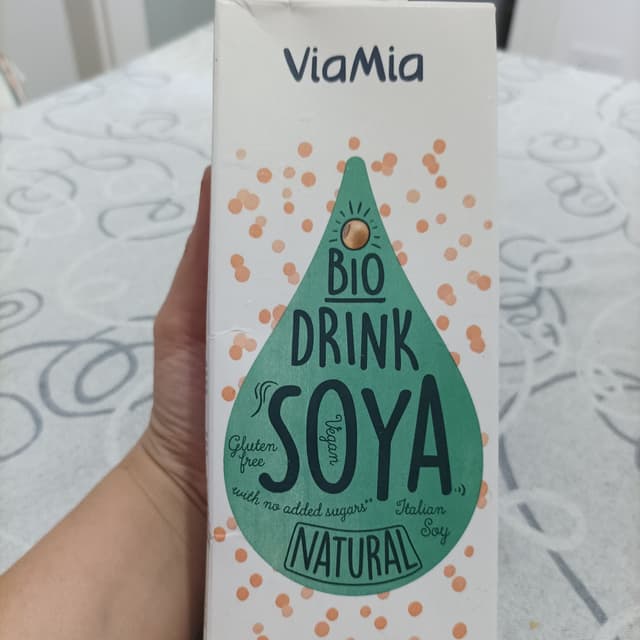 ViaMia
BIO
DRINK
SOYA
Vegan
Gluten
free
with no added sugars**
Italian
Soy
NATURAL